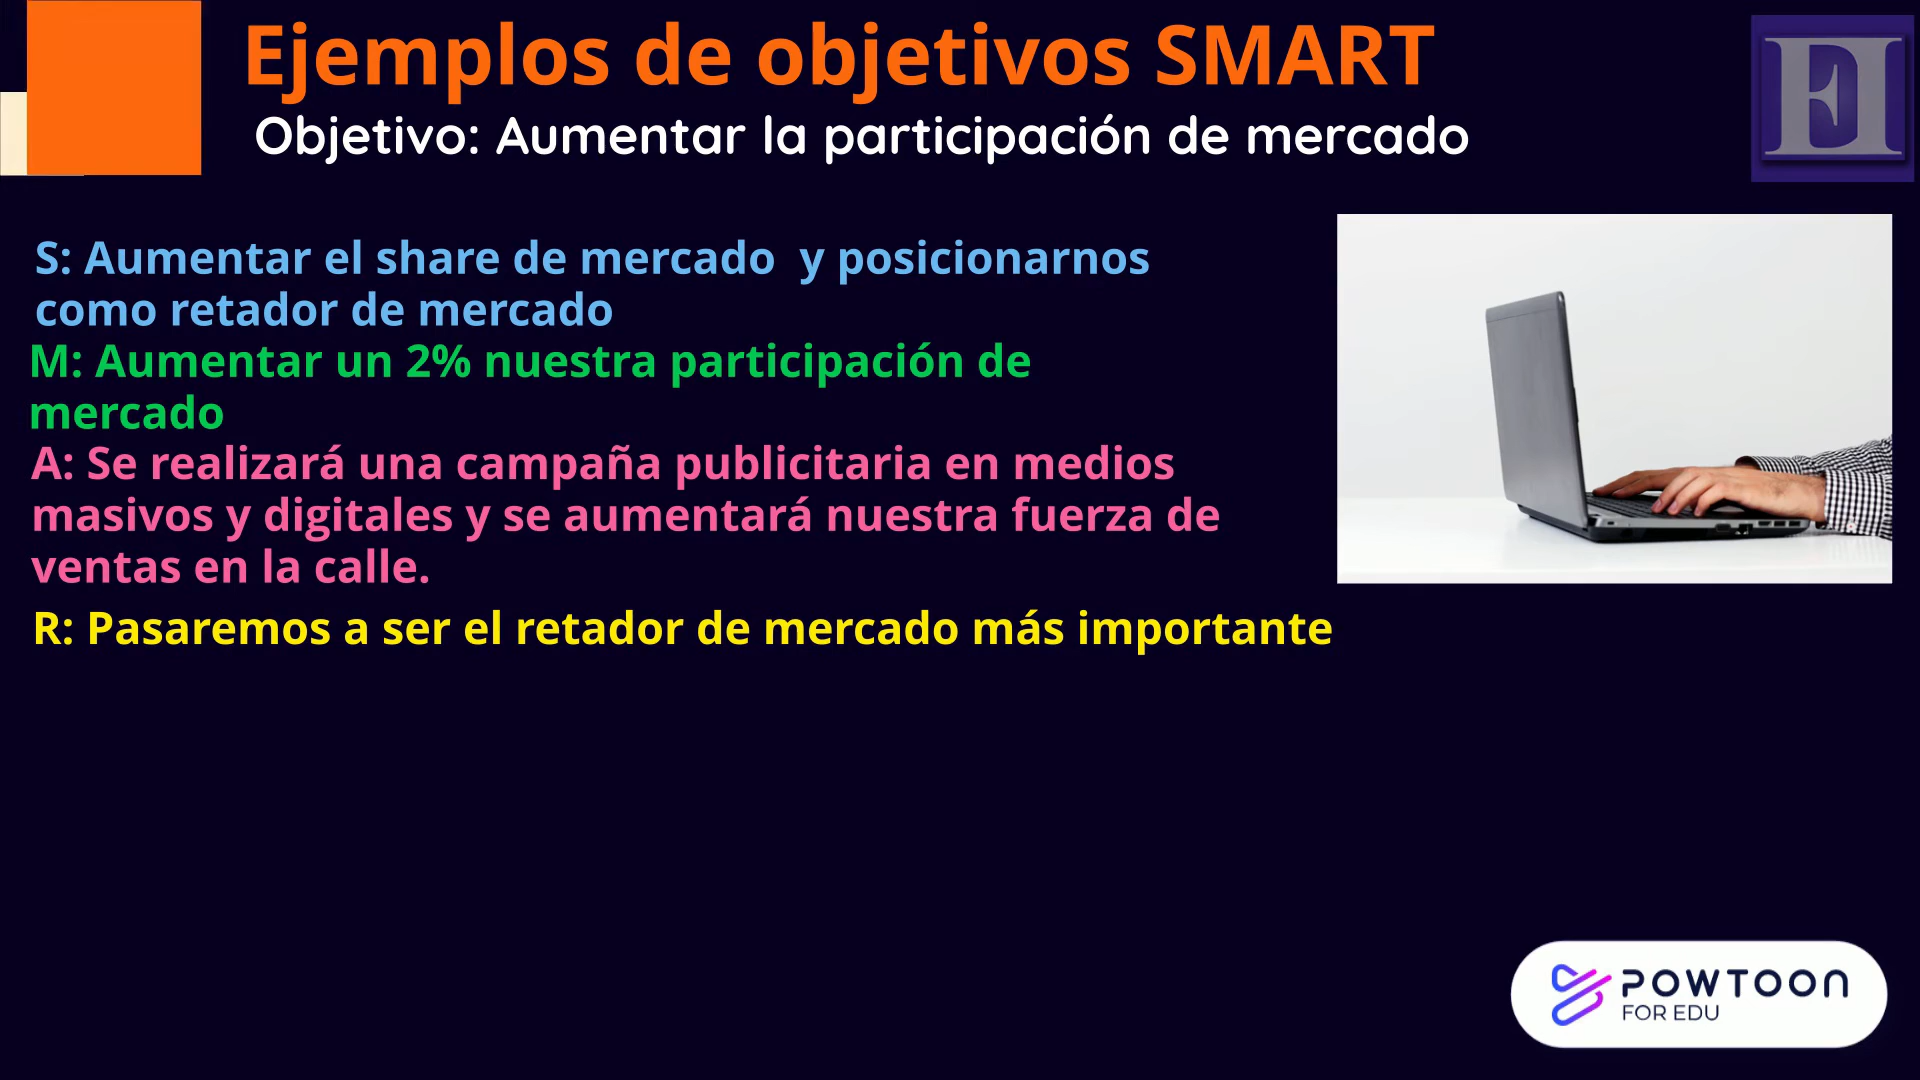 Ejemplos de objetivos SMART
Objetivo: Aumentar la participación de mercado
EI
S: Aumentar el share de mercado  y posicionarnos
como retador de mercado
M: Aumentar un 2% nuestra participación de
mercado
A: Se realizará una campaña publicitaria en medios
masivos y digitales y se aumentará nuestra fuerza de
ventas en la calle.
R: Pasaremos a ser el retador de mercado más importante
POWTOON
FOR EDU